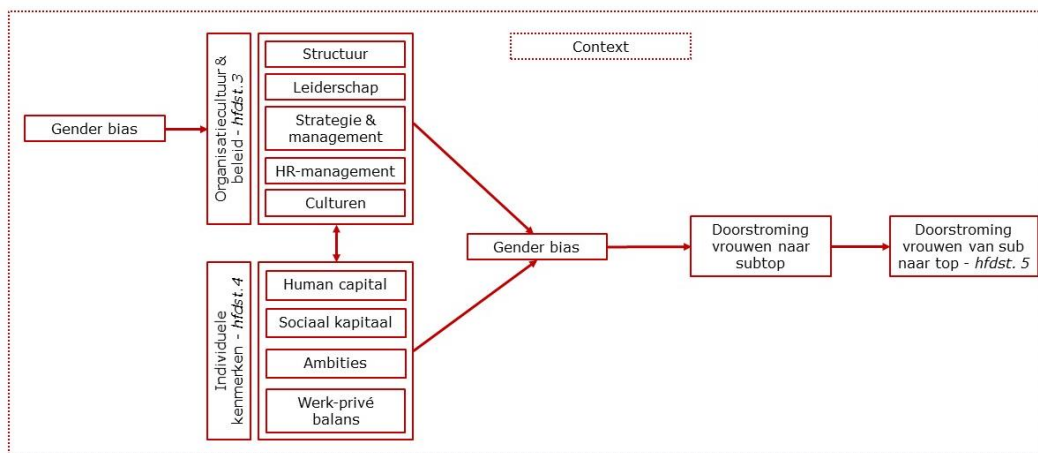 Context
Gender bias
Organisatiecultuur &
beleid - hfdst.3
Structuur
Leiderschap
Strategie &
management
HR-management
Culturen
Individuele
kenmerken - hfdst.4
Human capital
Sociaal kapitaal
Ambities
Werk-privé
balans
Gender bias
Doorstroming
vrouwen naar
subtop
Doorstroming
vrouwen van sub
naar top - hfdst. 5